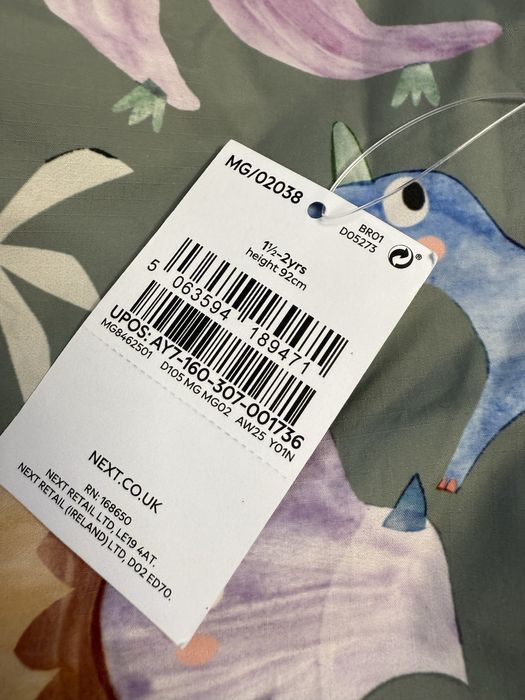 MG/02038
BR01
D05273
®
1½-2yrs
height 92cm
5 063594 189471
UPOS:AY7-160-307-001736
MG8462501 D105 MG MG02 AW25 Y01N
NEXT.CO.UK
RN: 168650
NEXT RETAIL LTD, LE19 4AT.
NEXT RETAIL (IRELAND) LTD, D02 ED70.